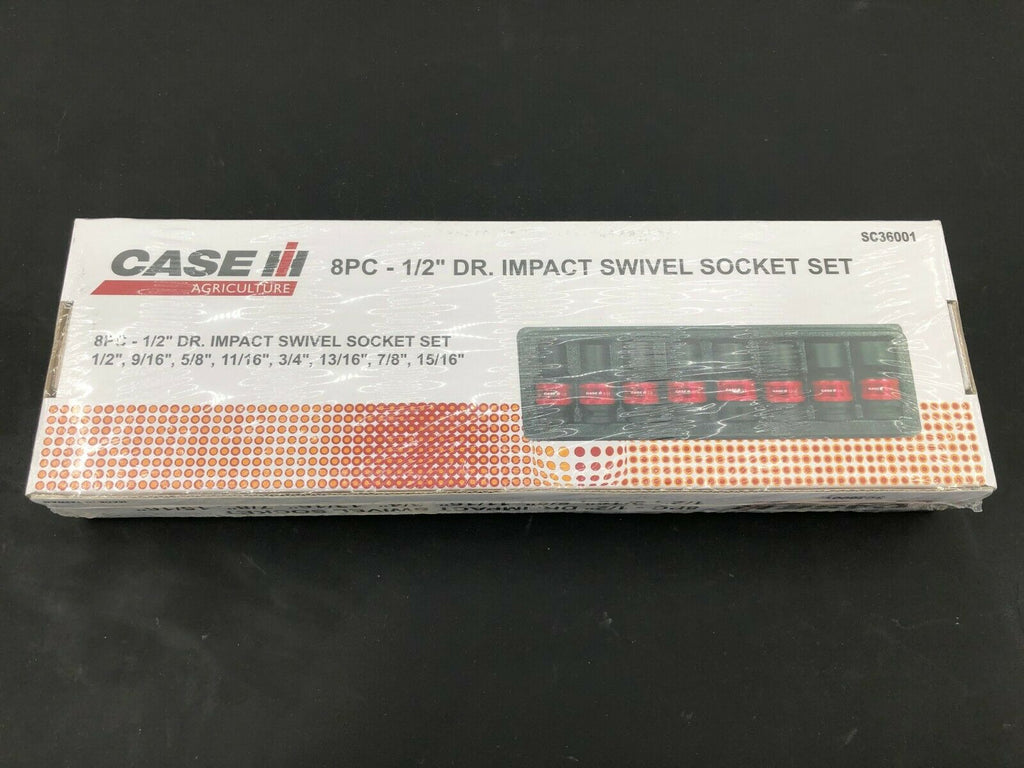 SC36001
CASE IH
AGRICULTURE
8PC - 1/2" DR. IMPACT SWIVEL SOCKET SET
8PC - 1/2" DR. IMPACT SWIVEL SOCKET SET
1/2", 9/16", 5/8", 11/16", 3/4", 13/16", 7/8", 15/16"